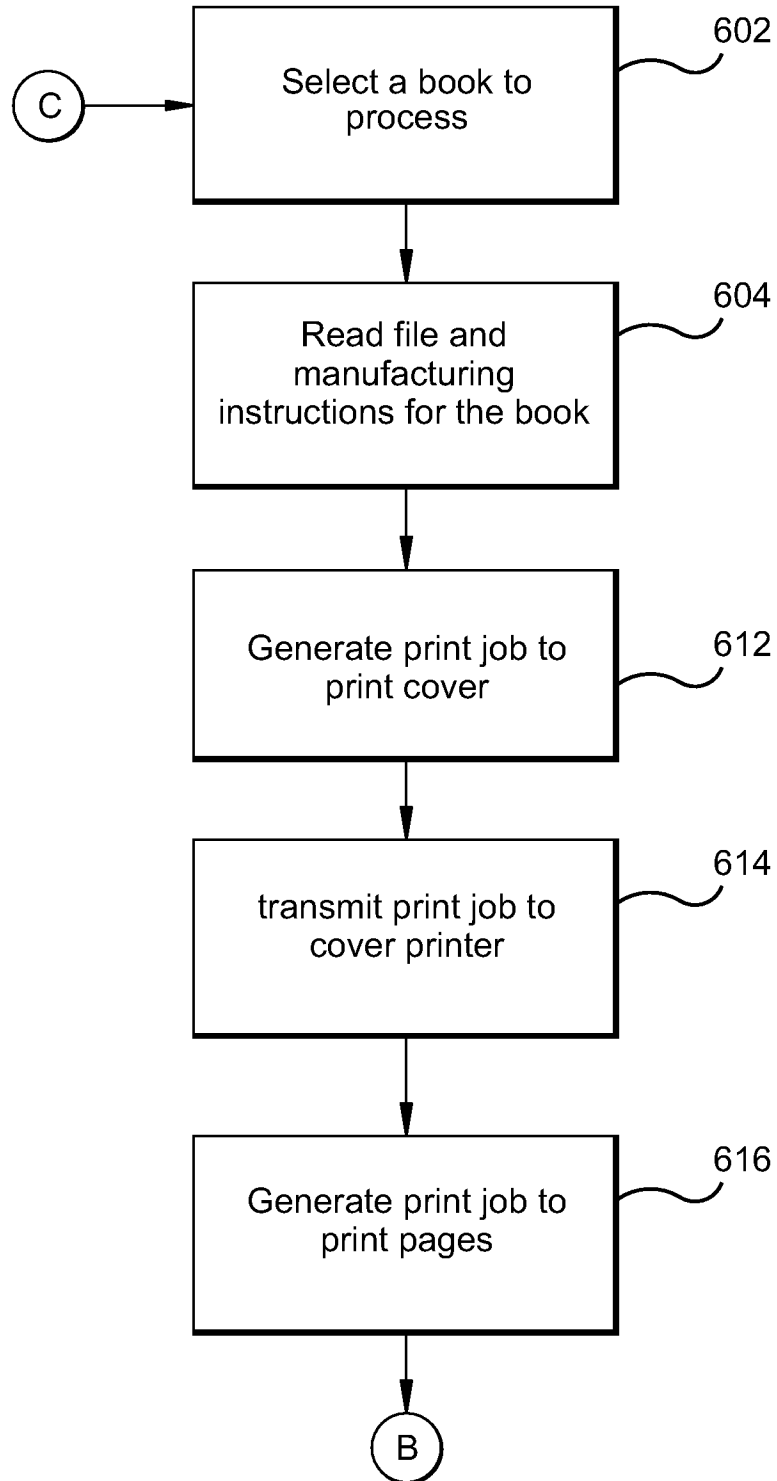 602
C
Select a book to
process
604
Read file and
manufacturing
instructions for the book
612
Generate print job to
print cover
614
transmit print job to
cover printer
616
Generate print job to
print pages
B